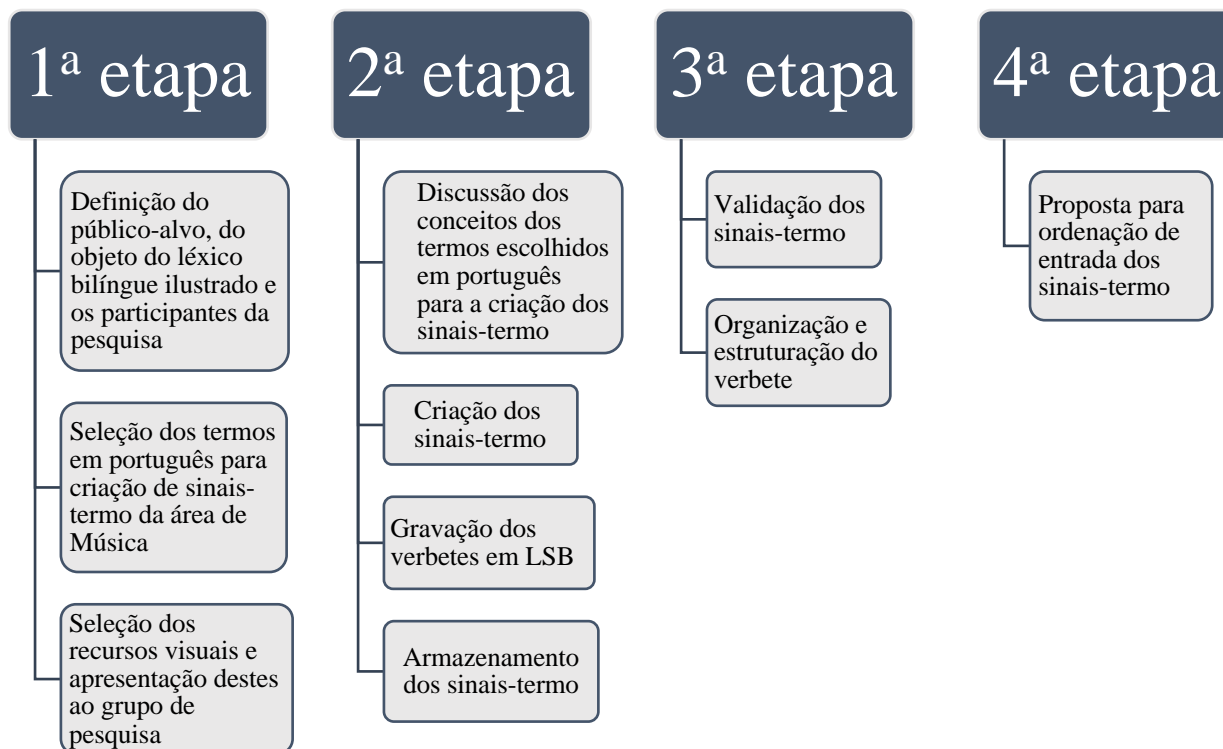 1ª etapa
Definição do
público-alvo, do
objeto do léxico
bilíngue ilustrado e
os participantes da
pesquisa
Seleção dos termos
em português para
criação de sinais-
termo da área de
Música
Seleção dos
recursos visuais e
apresentação destes
ao grupo de
pesquisa
2ª etapa
Discussão dos
conceitos dos
termos escolhidos
em português
para a criação dos
sinais-termo
Criação dos
sinais-termo
Gravação dos
verbetes em LSB
Armazenamento
dos sinais-termo
3ª etapa
Validação dos
sinais-termo
Organização e
estruturação do
verbete
4ª etapa
Proposta para
ordenação de
entrada dos
sinais-termo